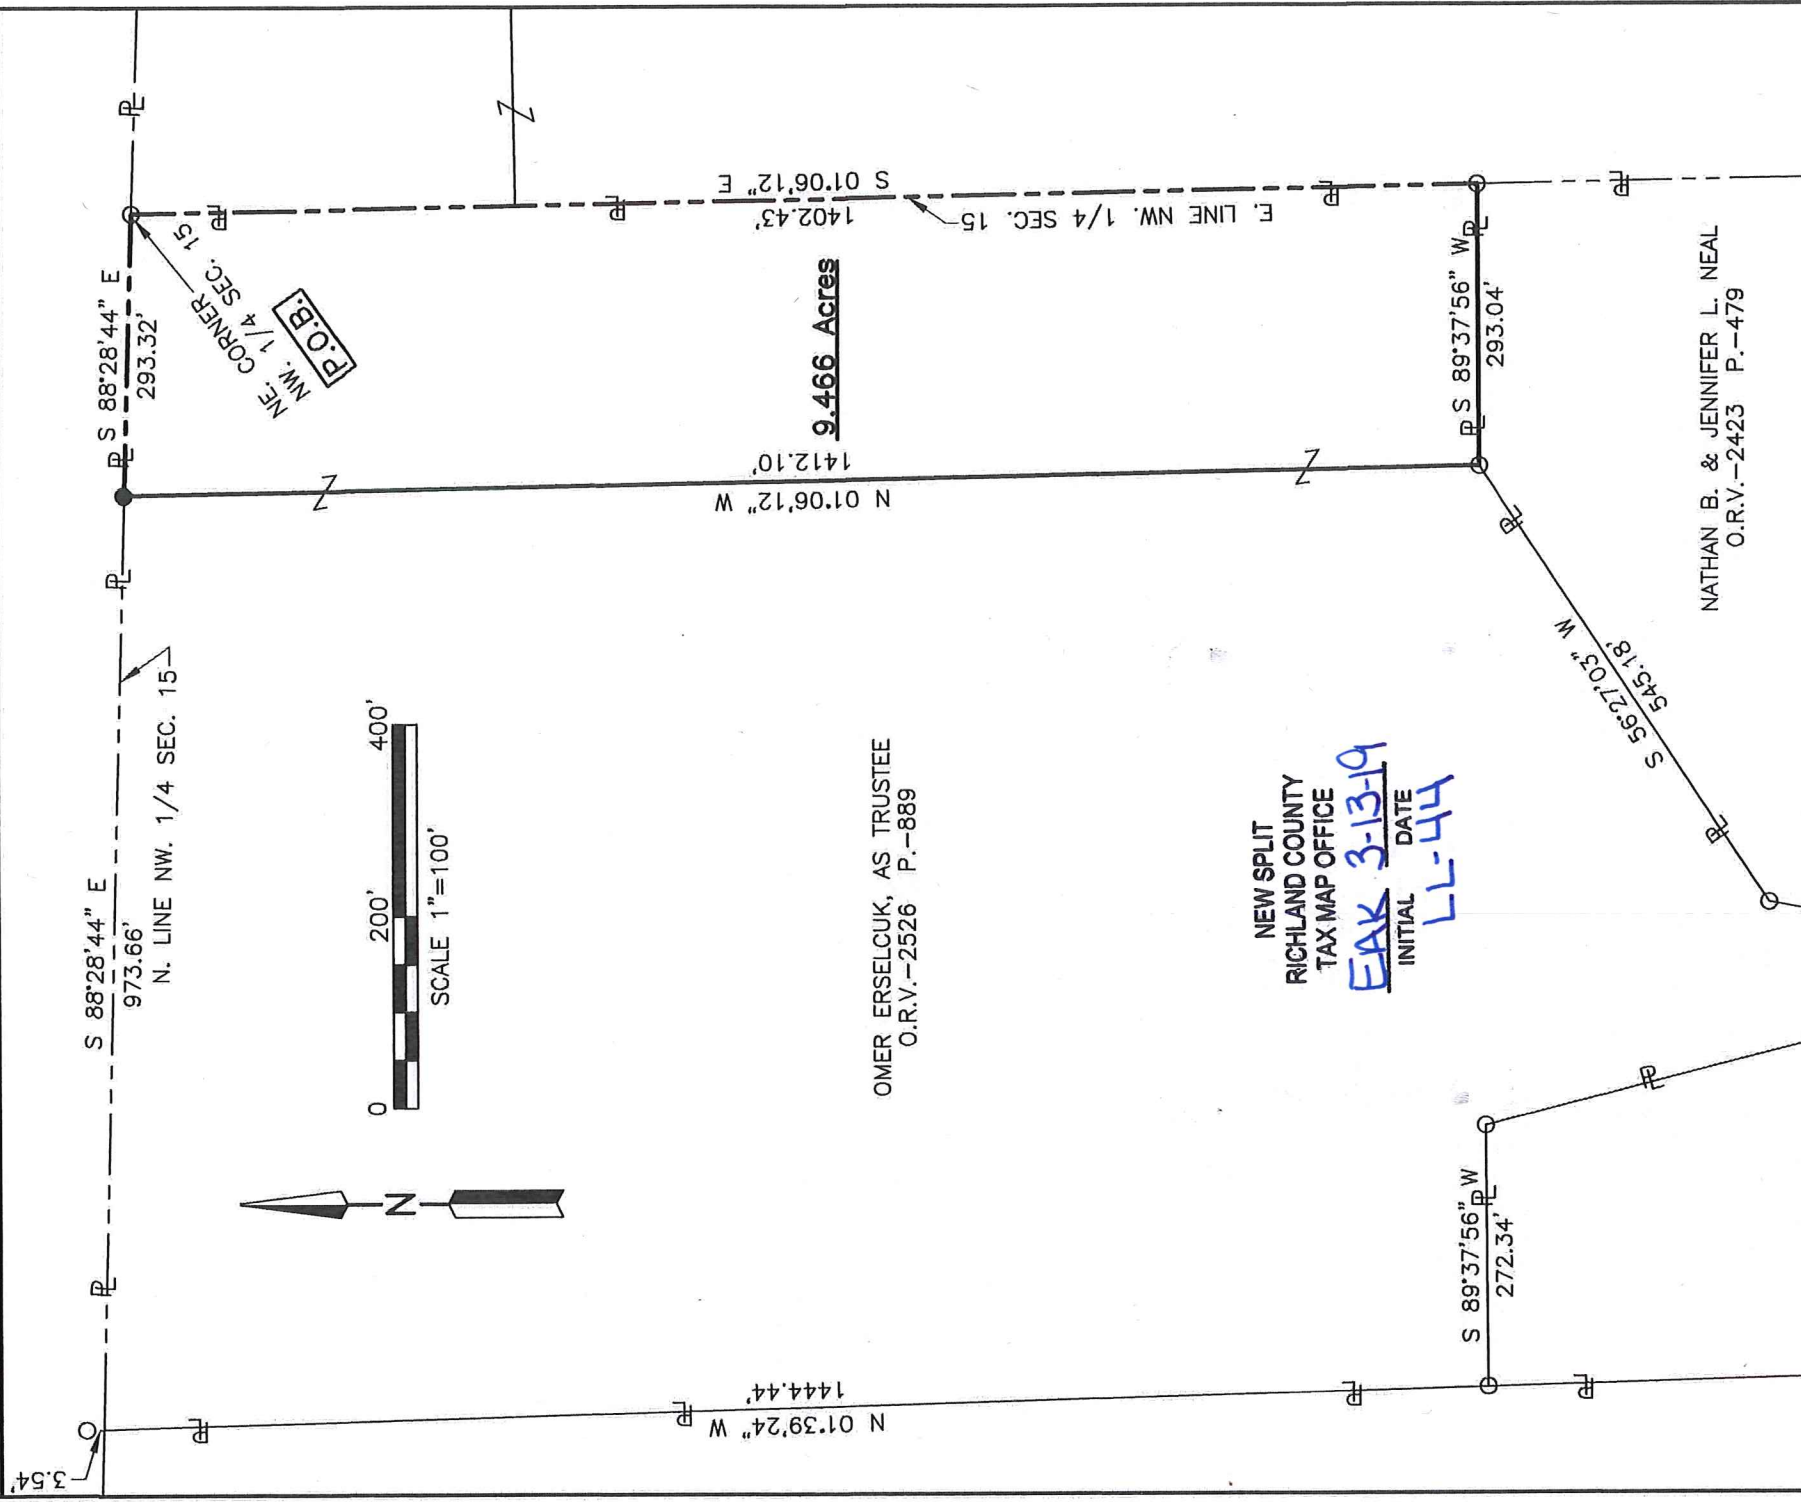 3.54'
S 88°28'44" E
973.66'
N. LINE NW. 1/4 SEC. 15
S 88°28'44" E
293.32'
NE. CORNER
NW. 1/4 SEC. 15
P.O.B.
N 01°39'24" W
1444.44'
N
0 200' 400'
SCALE 1"=100'
OMER ERSELCUK, AS TRUSTEE
O.R.V.-2526 P.-889
N 01°06'12" W
1412.10'
9.466 Acres
1402.43'
S 01°06'12" E
E. LINE NW. 1/4 SEC. 15
NEW SPLIT
RICHLAND COUNTY
TAX MAP OFFICE
EAK 3-13-19
INITIAL DATE
LL-44
S 89°37'56" W
272.34'
S 56°27'03" W
545.18'
S 89°37'56" W
293.04'
NATHAN B. & JENNIFER L. NEAL
O.R.V.-2423 P.-479